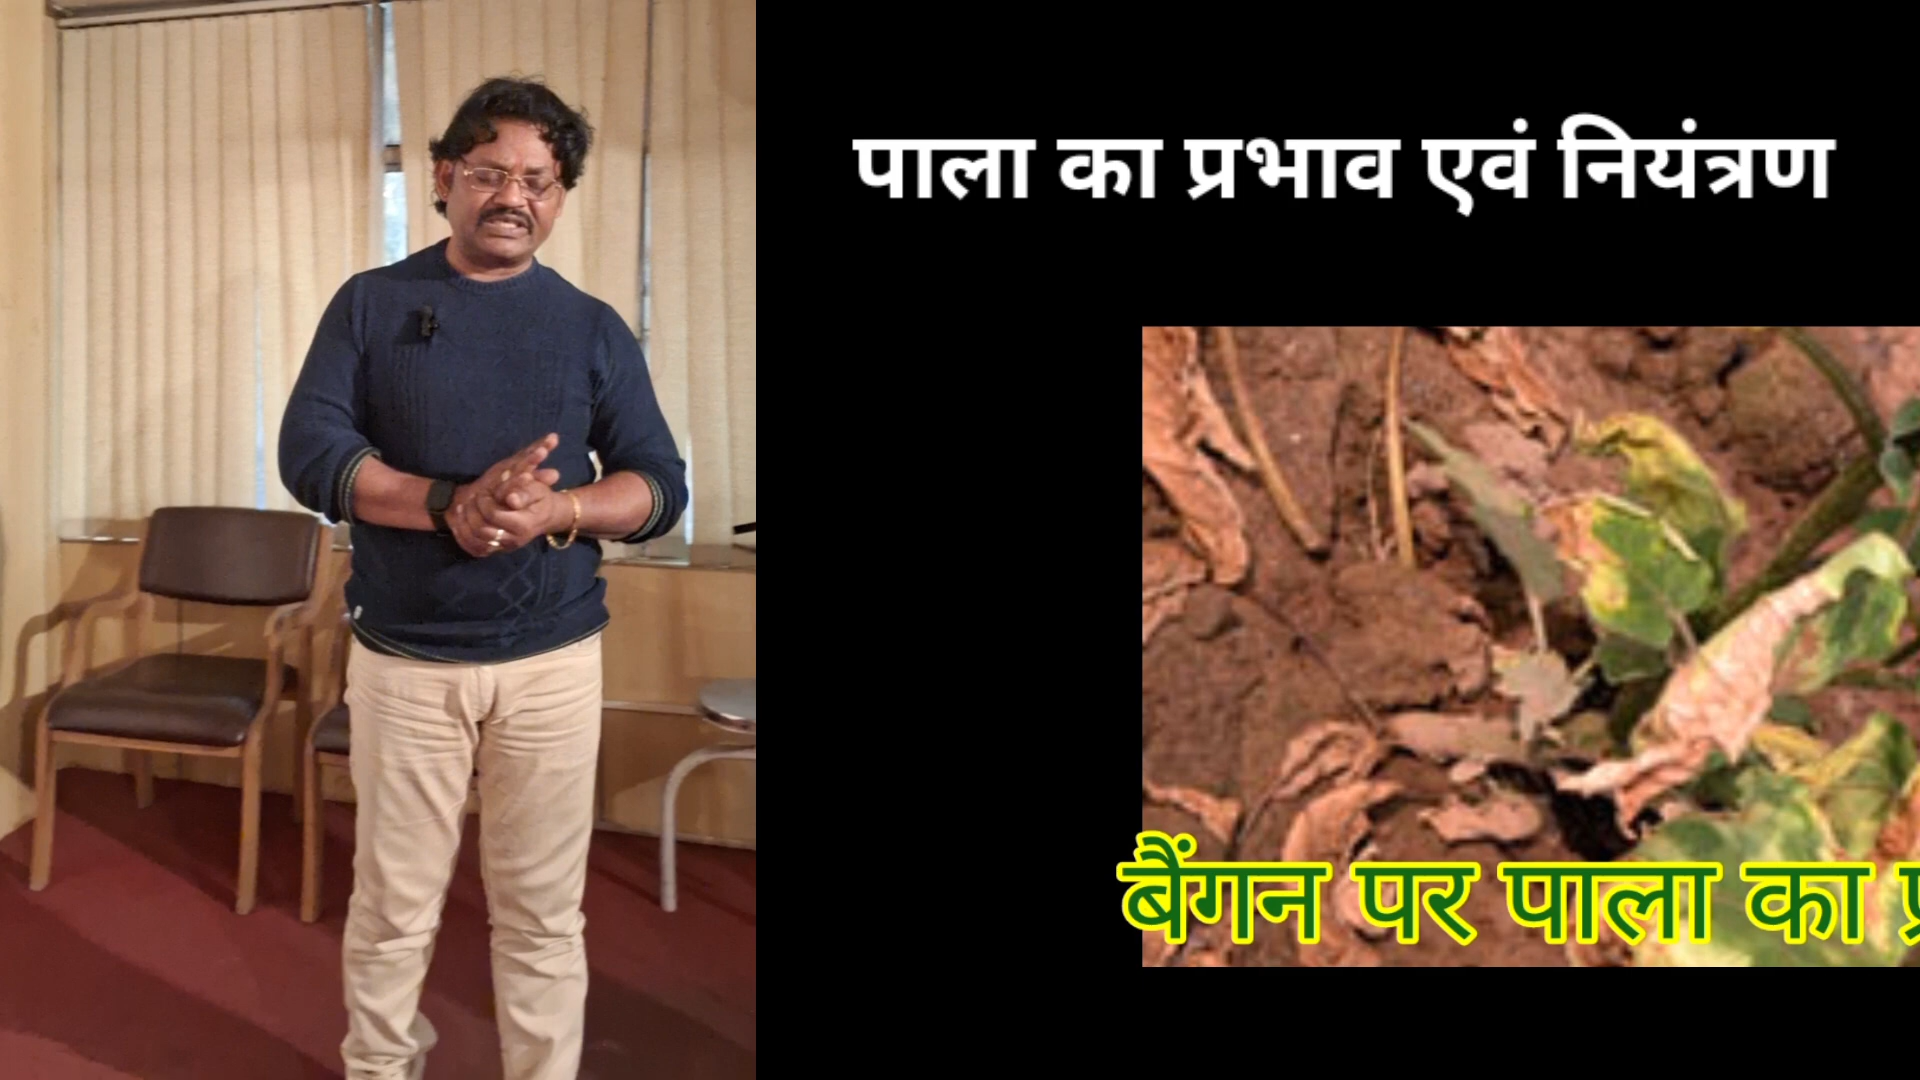 पाला का प्रभाव एवं नियंत्रण
बैंगन पर पाला का